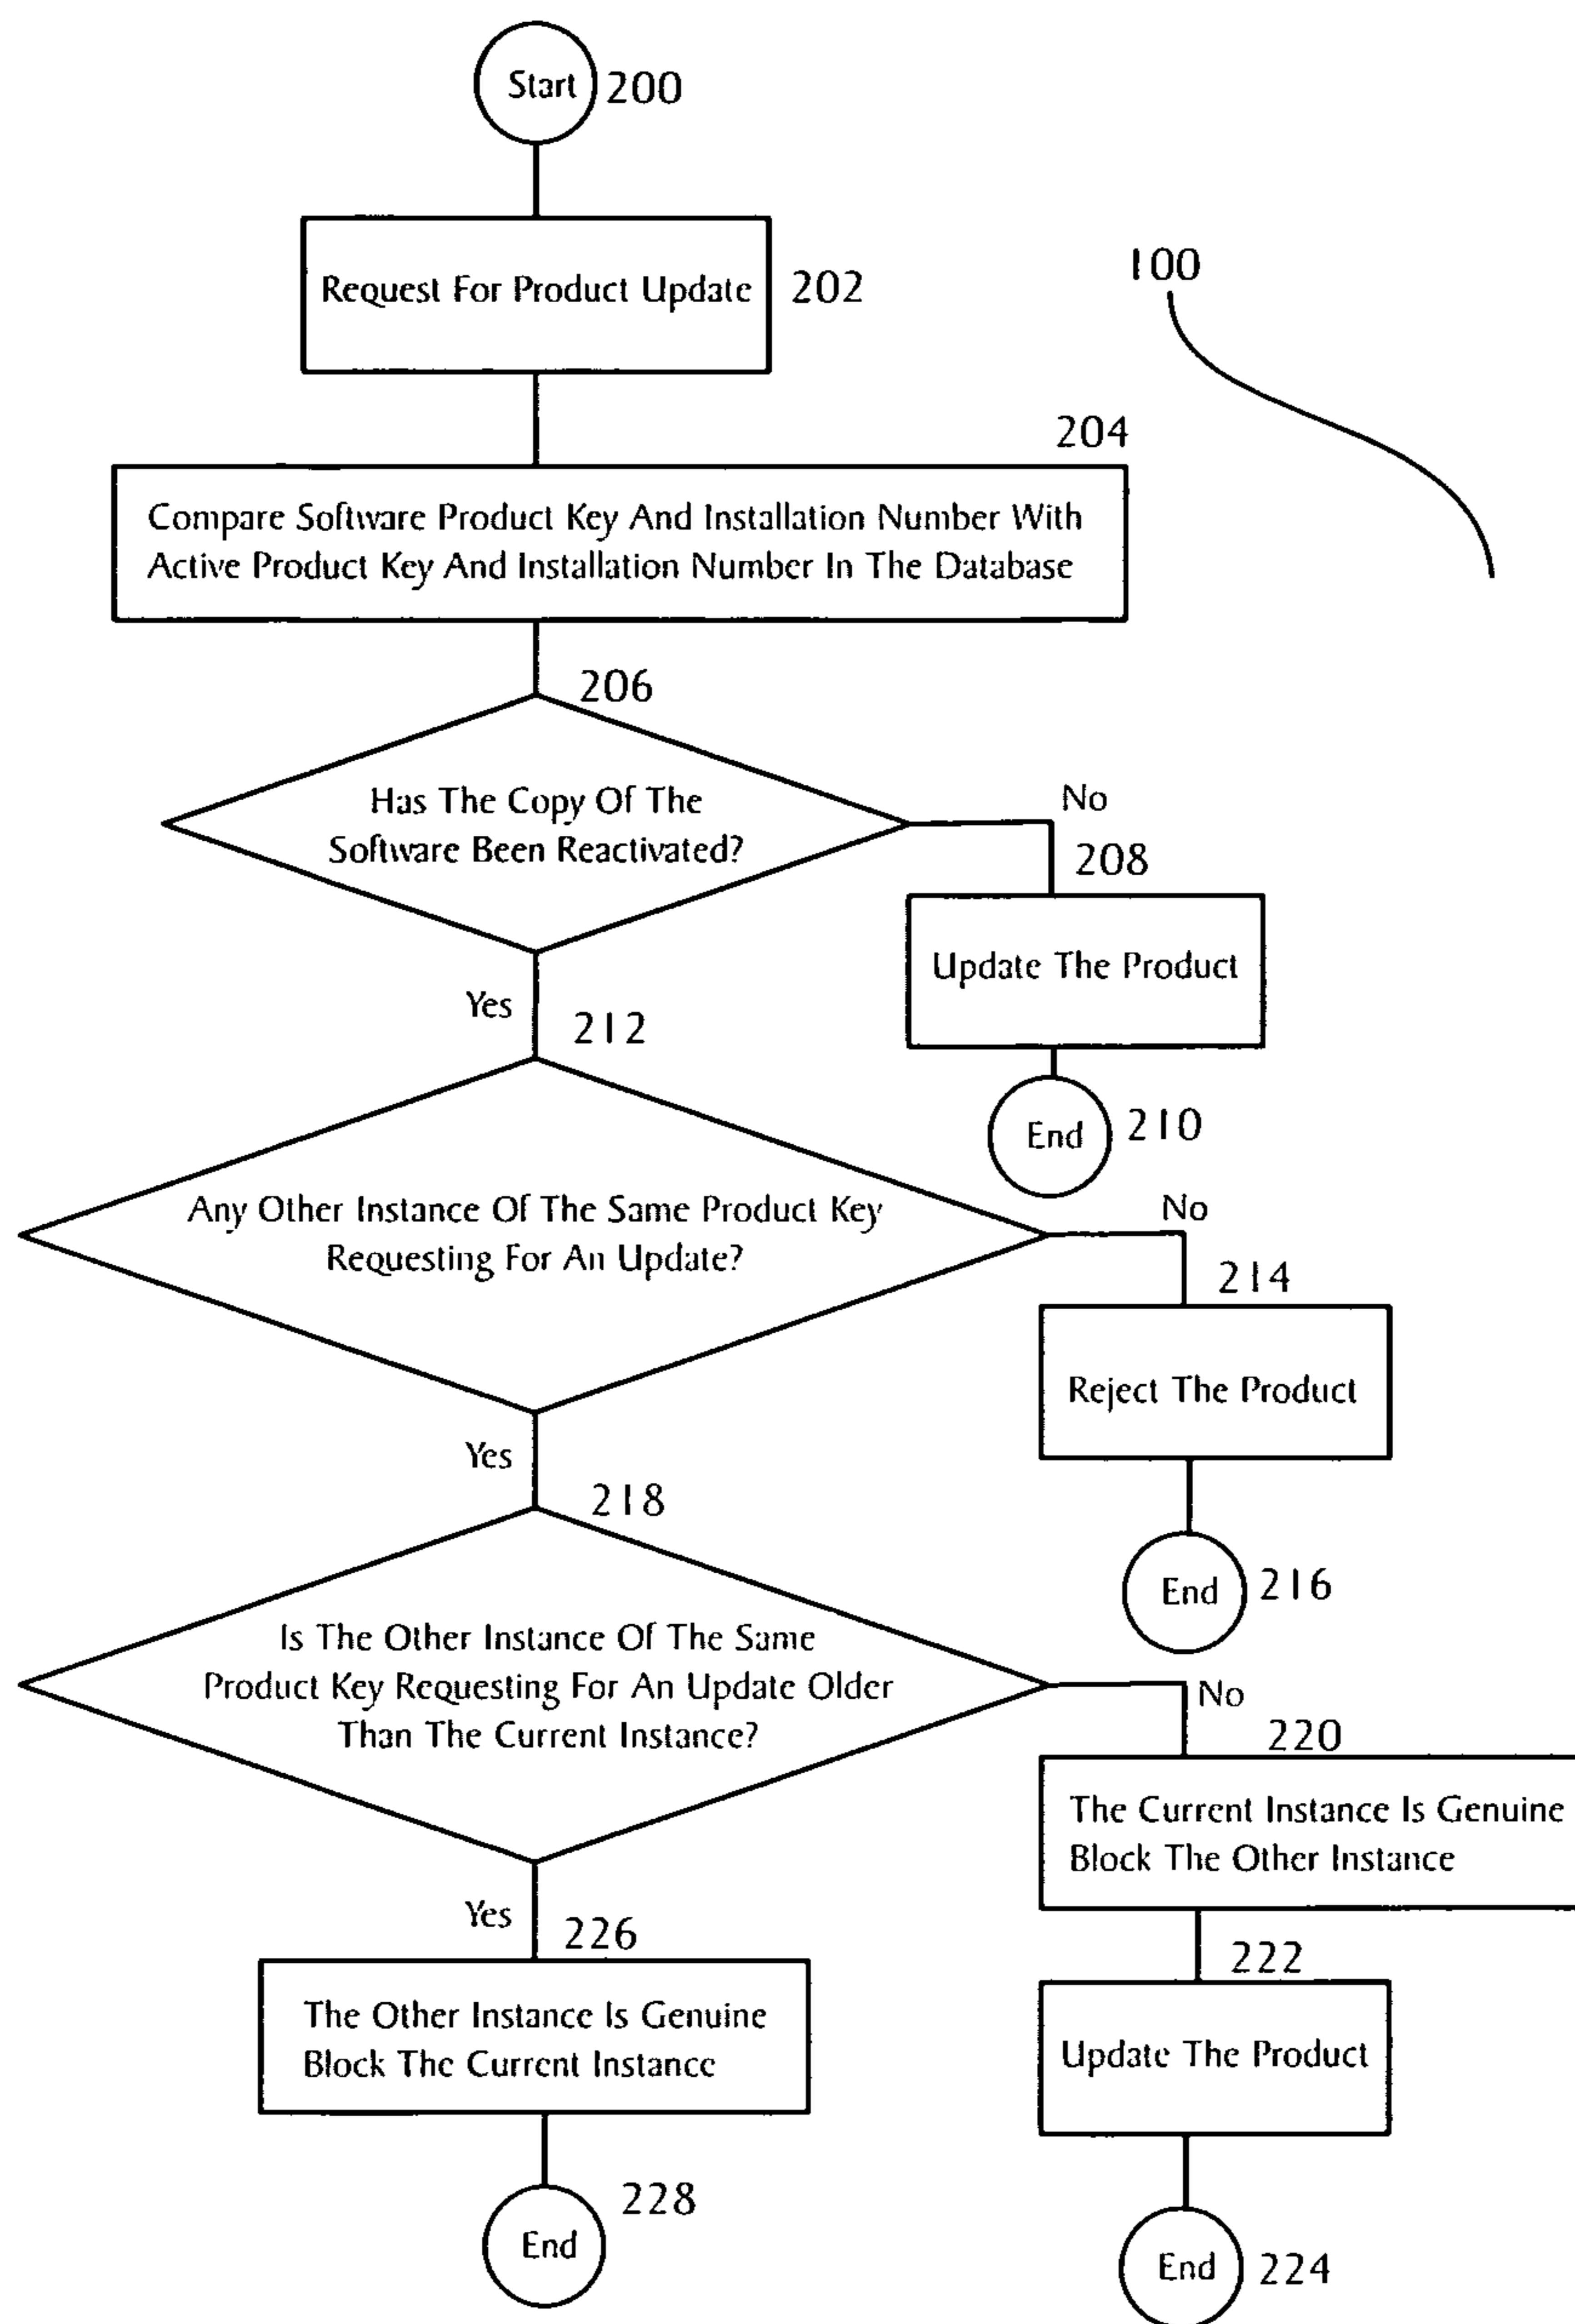 Start 200
Request For Product Update 202
100
204
Compare Software Product Key And Installation Number With
Active Product Key And Installation Number In The Database
206
Has The Copy Of The
Software Been Reactivated?
No
208
Update The Product
End 210
Yes
212
Any Other Instance Of The Same Product Key
Requesting For An Update?
No
214
Reject The Product
End 216
Yes
218
Is The Other Instance Of The Same
Product Key Requesting For An Update Older
Than The Current Instance?
No
220
The Current Instance Is Genuine
Block The Other Instance
222
Update The Product
End 224
Yes
226
The Other Instance Is Genuine
Block The Current Instance
228
End